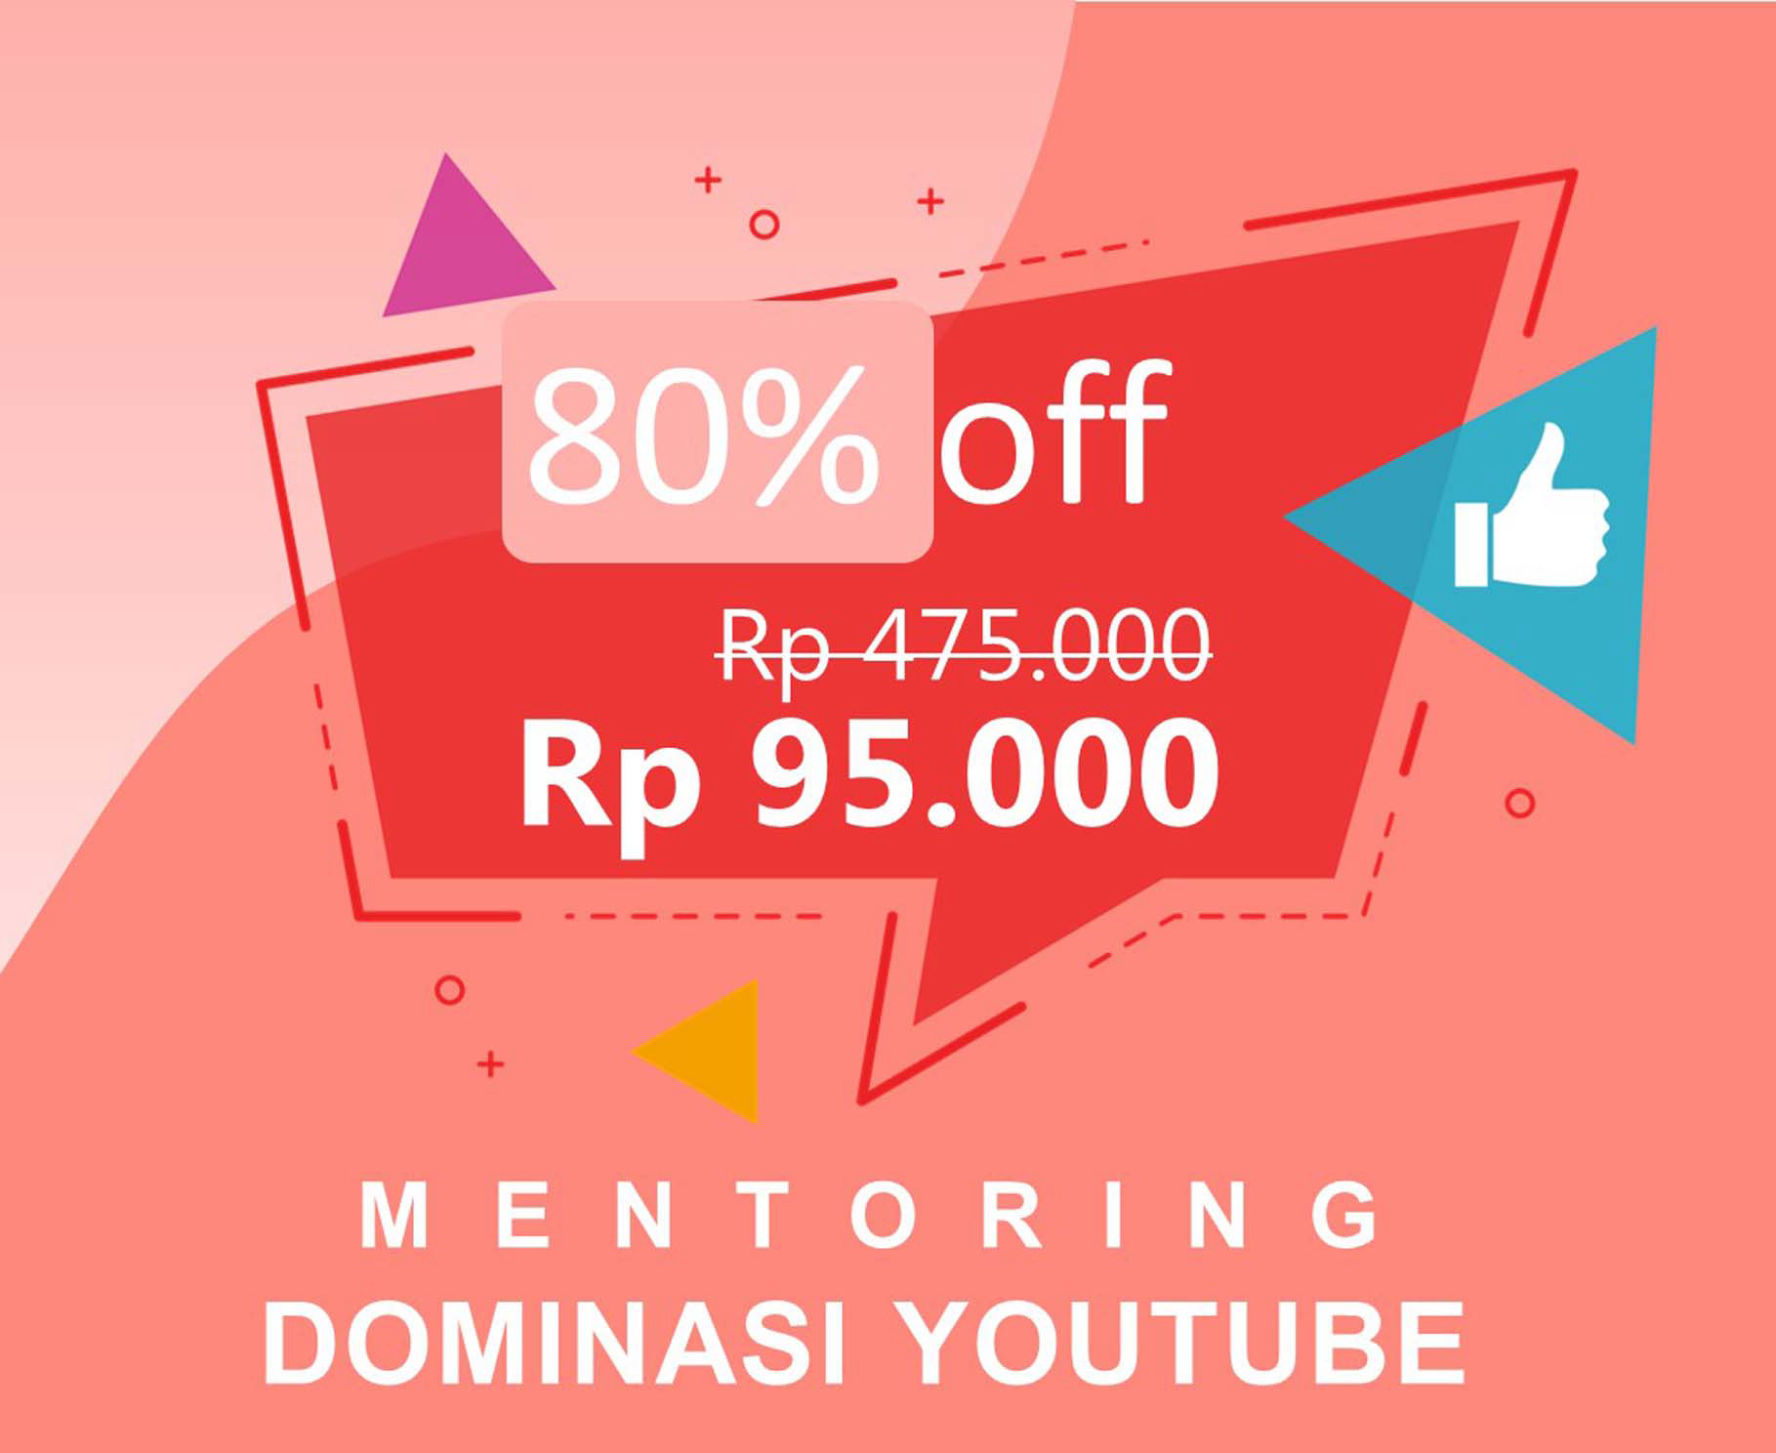 80% off
Rp 475.000
Rp 95.000
MENTORING
DOMINASI YOUTUBE